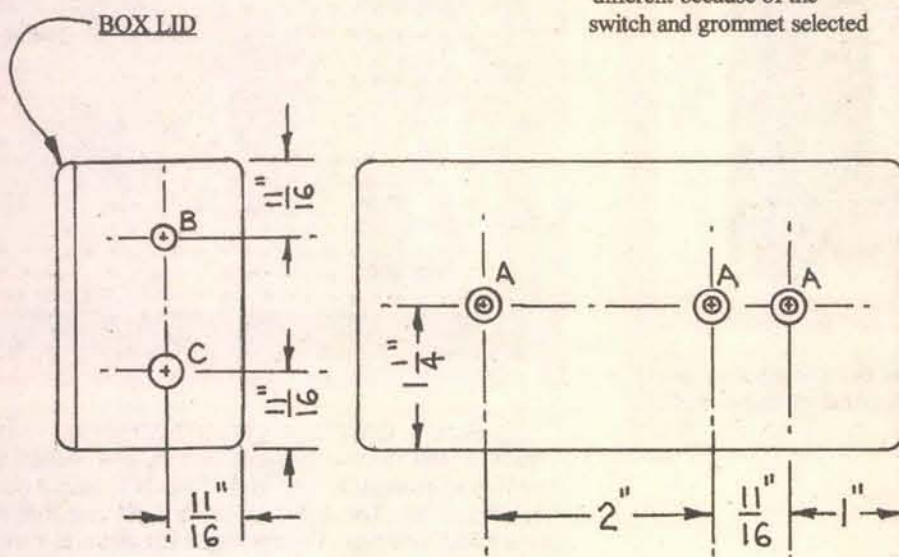 different because of the
switch and grommet selected
BOX LID
11/16"
B
A
A
A
C
1 1/4"
11/16"
11/16"
2"
11/16"
1"